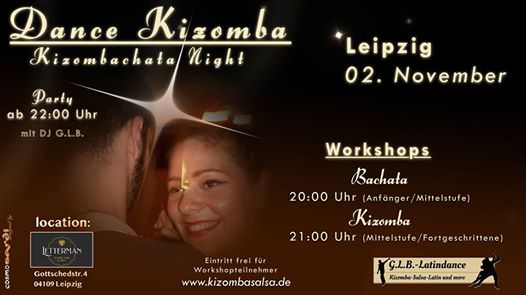 Dance Kizomba
Kizombachata Night
Leipzig
02. November
Party
ab 22:00 Uhr
mit DJ G.L.B.
Workshops
Bachata
20:00 Uhr (Anfänger/Mittelstufe)
Kizomba
21:00 Uhr (Mittelstufe/Fortgeschrittene)
location:
LETTERMAN
Gottschedstr.4
04109 Leipzig
Eintritt frei für
Workshopteilnehmer
www.kizombasalsa.de
G.L.B.-Latindance
Kizomba-Salsa-Latin and more